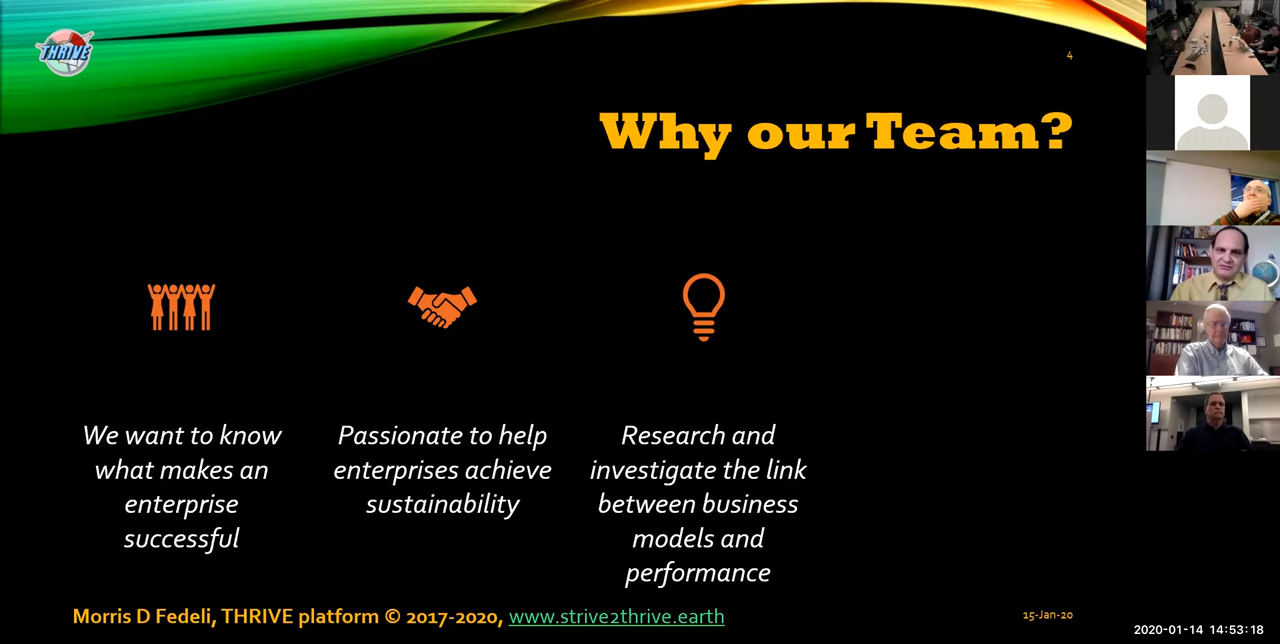 THRIVE
4
Why our Team?
We want to know
what makes an
enterprise
successful
Passionate to help
enterprises achieve
sustainability
Research and
investigate the link
between business
models and
performance
Morris D Fedeli, THRIVE platform © 2017-2020, www.strive2thrive.earth
15-Jan-20
2020-01-14 14:53:18